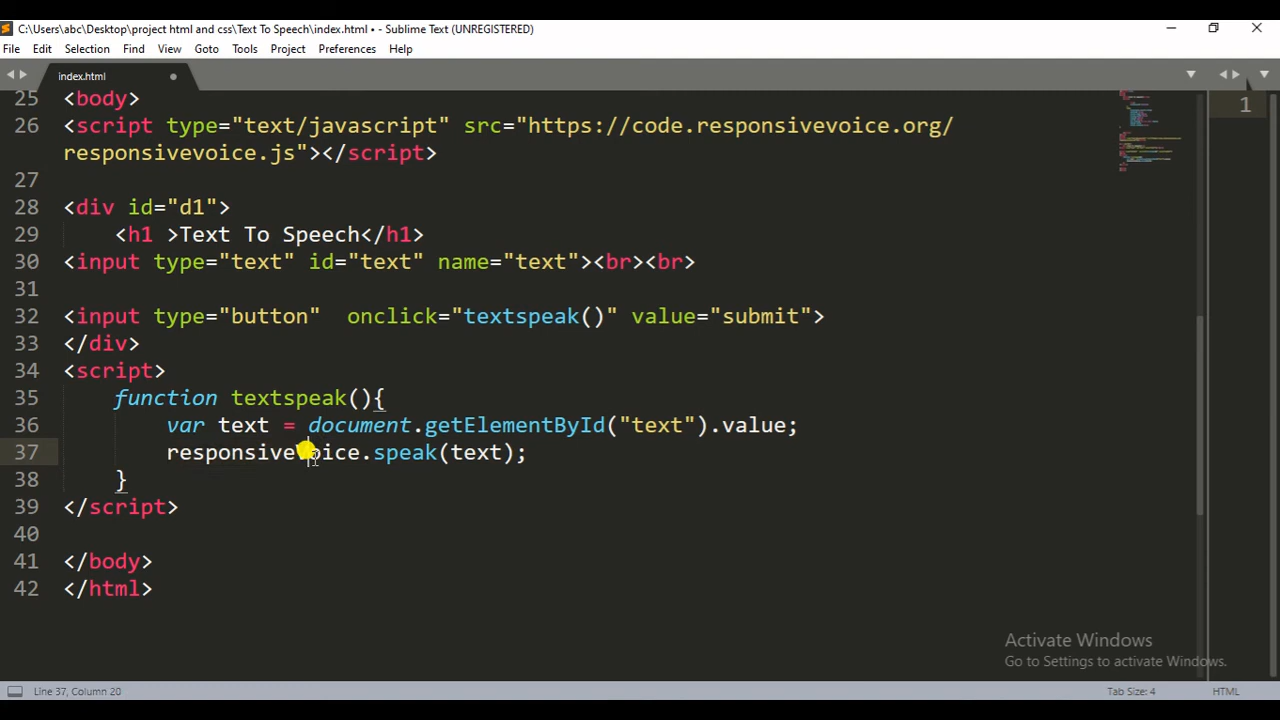 C:\Users\abc\Desktop\project html and css\Text To Speech\index.html • - Sublime Text (UNREGISTERED)
File Edit Selection Find View Goto Tools Project Preferences Help
index.html
25 <body>
26 <script type="text/javascript" src="https://code.responsivevoice.org/
responsivevoice.js"></script>
27
28 <div id="d1">
29 <h1 >Text To Speech</h1>
30 <input type="text" id="text" name="text"><br><br>
31
32 <input type="button"  onclick="textspeak()" value="submit">
33 </div>
34 <script>
35 function textspeak(){
36 var text = document.getElementById("text").value;
37 responsiveVoice.speak(text);
38 }
39 </script>
40
41 </body>
42 </html>
1
Activate Windows
Go to Settings to activate Windows.
Line 37, Column 20
Tab Size: 4
HTML